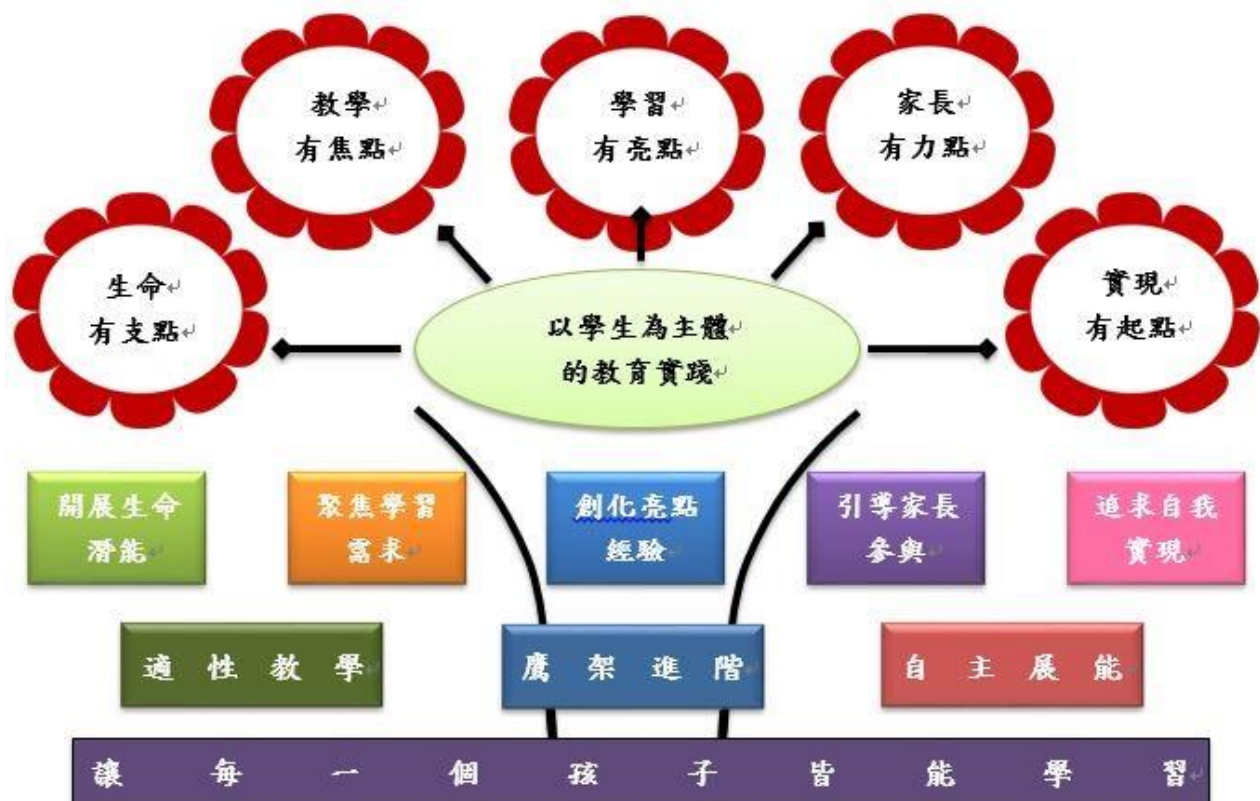 教學
有焦點
學習
有亮點
家長
有力點
生命
有支點
實現
有起點
以學生為主體
的教育實踐
開展生命
潛能
聚焦學習
需求
創化亮點
經驗
引導家長
參與
追求自我
實現
適性教學
鷹架進階
自主展能
讓每一個孩子皆能學習